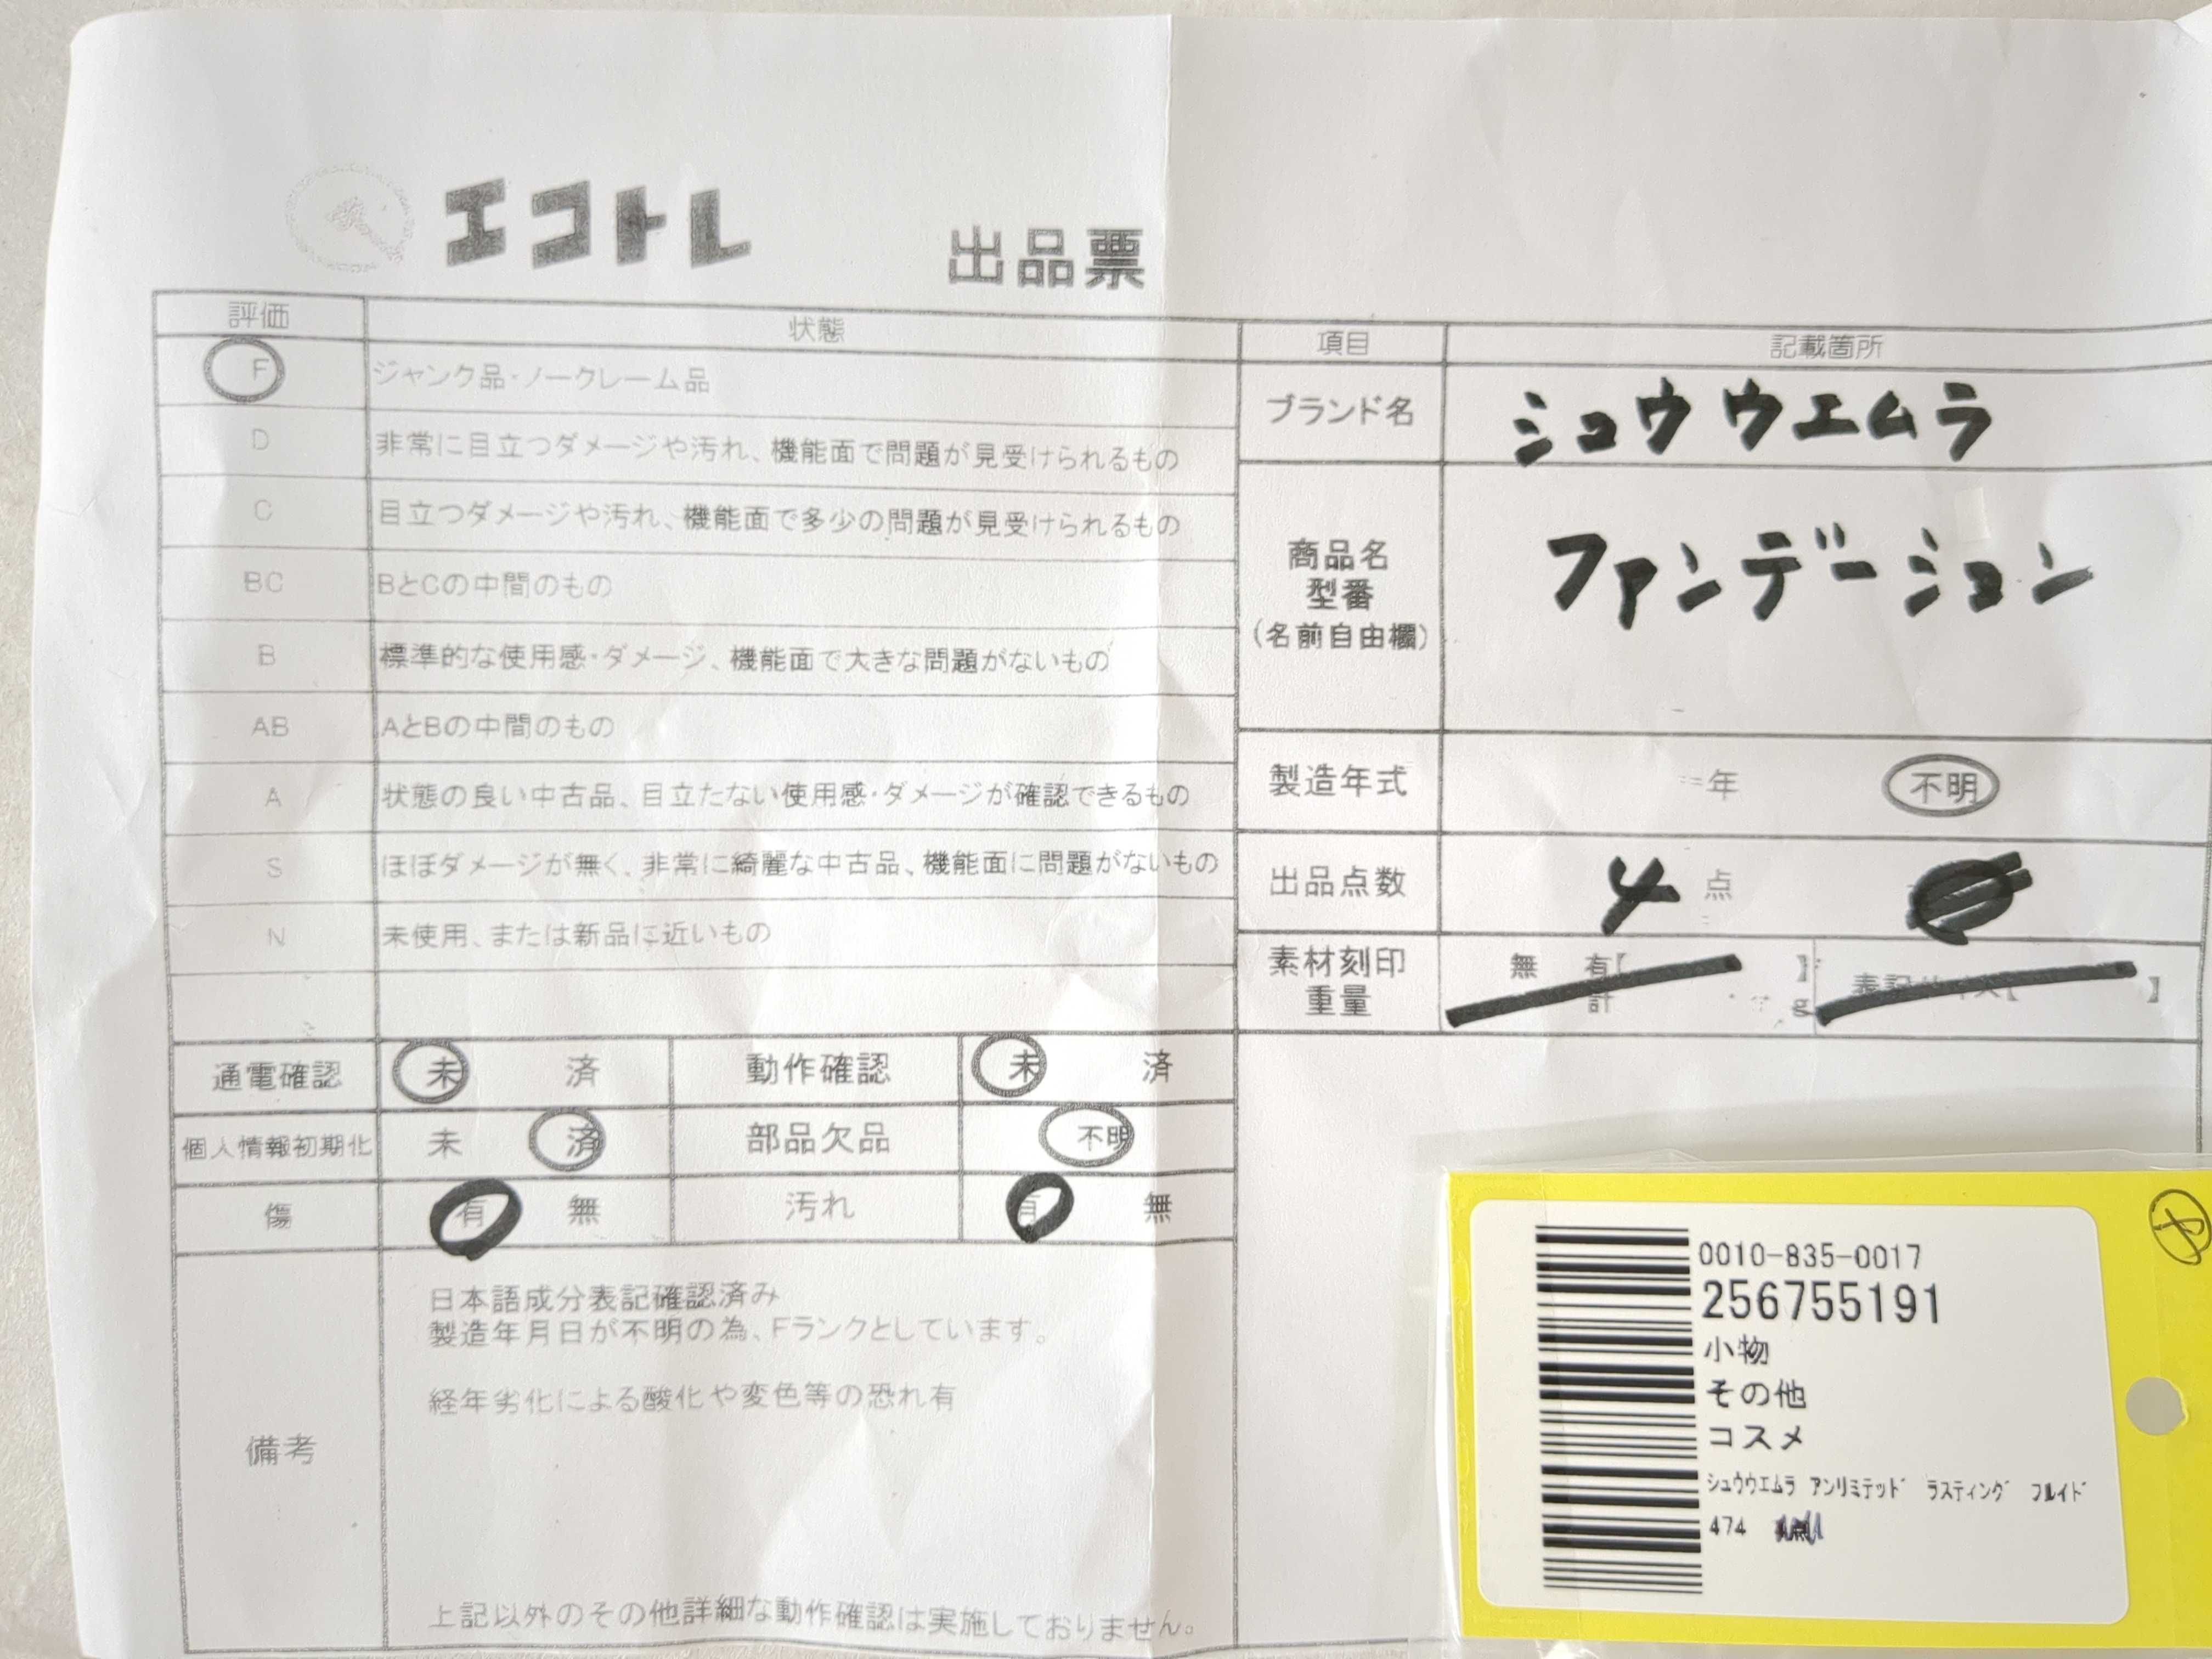 エコトレ 出品票
評価 状態
F ジャンク品・ノークレーム品
D 非常に目立つダメージや汚れ、機能面で問題が見受けられるもの
C 目立つダメージや汚れ、機能面で多少の問題が見受けられるもの
BC BとCの中間のもの
B 標準的な使用感・ダメージ、機能面で大きな問題がないもの
AB AとBの中間のもの
A 状態の良い中古品、目立たない使用感・ダメージが確認できるもの
S ほぼダメージが無く、非常に綺麗な中古品、機能面に問題がないもの
N 未使用、または新品に近いもの
通電確認 未 済 動作確認 未 済
個人情報初期化 未 済 部品欠品 不明
傷 有 無 汚れ 有 無
備考
日本語成分表記確認済み
製造年月日が不明の為、Fランクとしています。
経年劣化による酸化や変色等の恐れ有
上記以外のその他詳細な動作確認は実施しておりません。
項目 記載箇所
ブランド名 シュウウエムラ
商品名
型番
(名前自由欄)
ファンデーション
製造年式 年 不明
出品点数 4 点
素材刻印 無 有【 】
重量 計 g
】
0010-835-0017
256755191
小物
その他
コスメ
ｼｭｳｳｴﾑﾗ ｱﾝﾘﾐﾃｯﾄﾞ ﾗｽﾃｨﾝｸﾞ ﾌﾙｲﾄﾞ
474